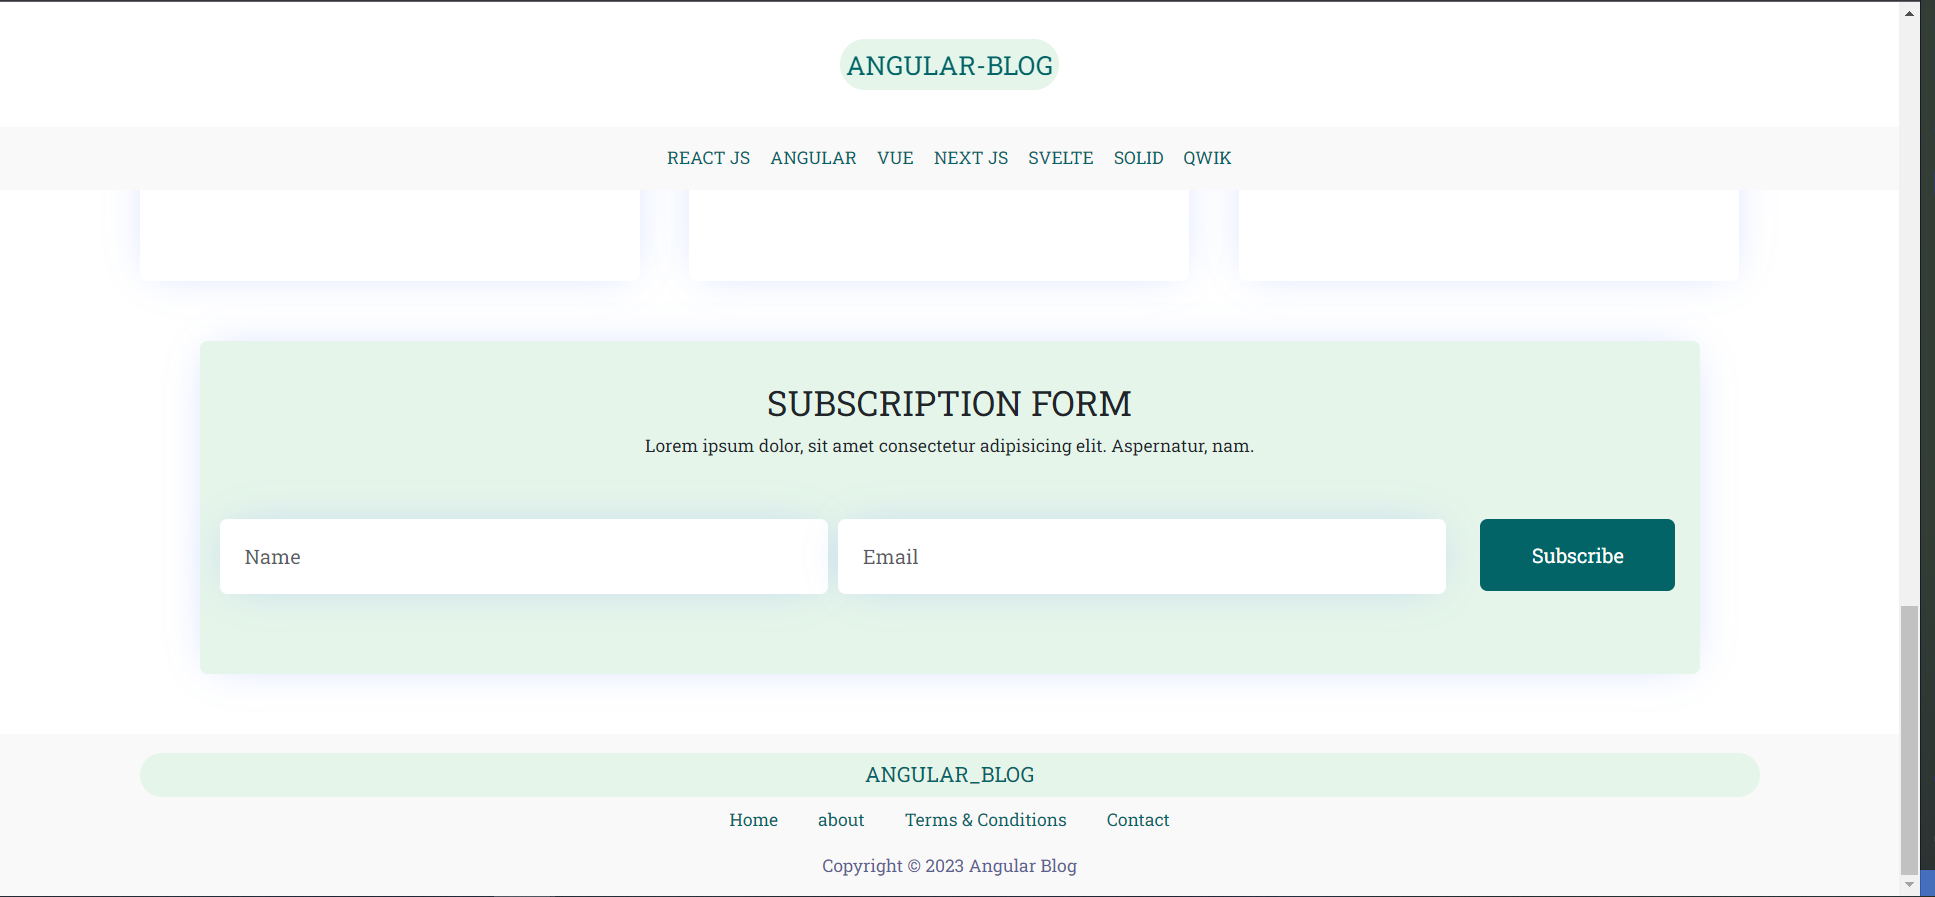 ANGULAR-BLOG
REACT JS ANGULAR VUE NEXT JS SVELTE SOLID QWIK
SUBSCRIPTION FORM
Lorem ipsum dolor, sit amet consectetur adipisicing elit. Aspernatur, nam.
Name Email Subscribe
ANGULAR_BLOG
Home about Terms & Conditions Contact
Copyright © 2023 Angular Blog